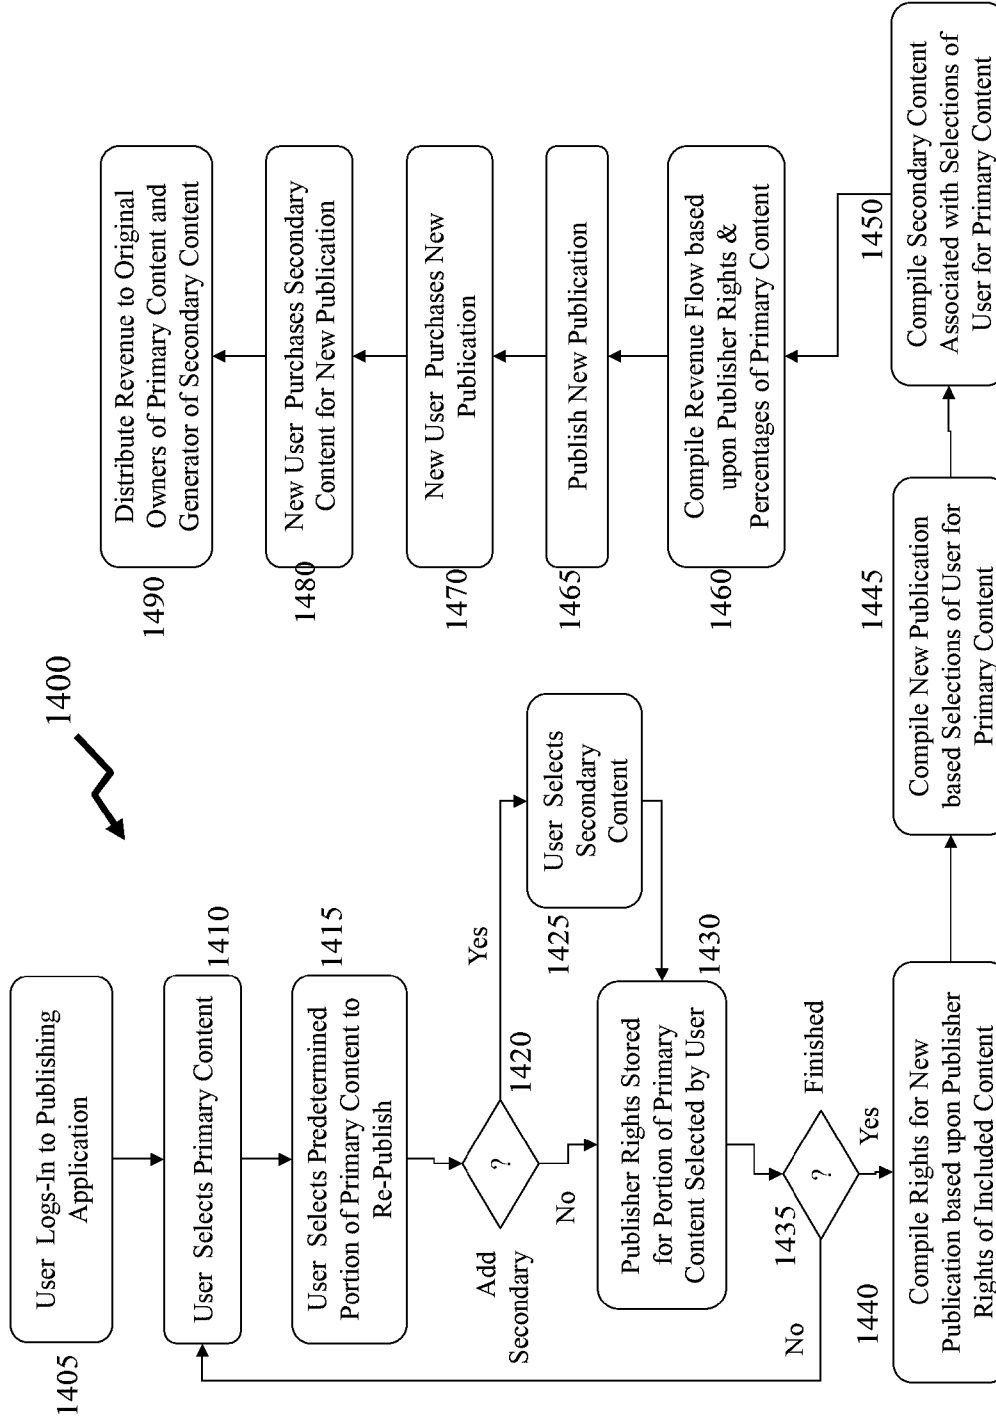 1400
User Logs-In to Publishing
Application
1405
User Selects Primary Content
1410
User Selects Predetermined
Portion of Primary Content to
Re-Publish
1415
Add
Secondary
?
1420
Yes
No
User Selects
Secondary
Content
1425
Publisher Rights Stored
for Portion of Primary
Content Selected by User
1430
?
1435
Finished
No
Yes
Compile Rights for New
Publication based upon Publisher
Rights of Included Content
1440
Compile New Publication
based Selections of User for
Primary Content
1445
Compile Secondary Content
Associated with Selections of
User for Primary Content
1450
Compile Revenue Flow based
upon Publisher Rights &
Percentages of Primary Content
1460
Publish New Publication
1465
New User Purchases New
Publication
1470
New User Purchases Secondary
Content for New Publication
1480
Distribute Revenue to Original
Owners of Primary Content and
Generator of Secondary Content
1490